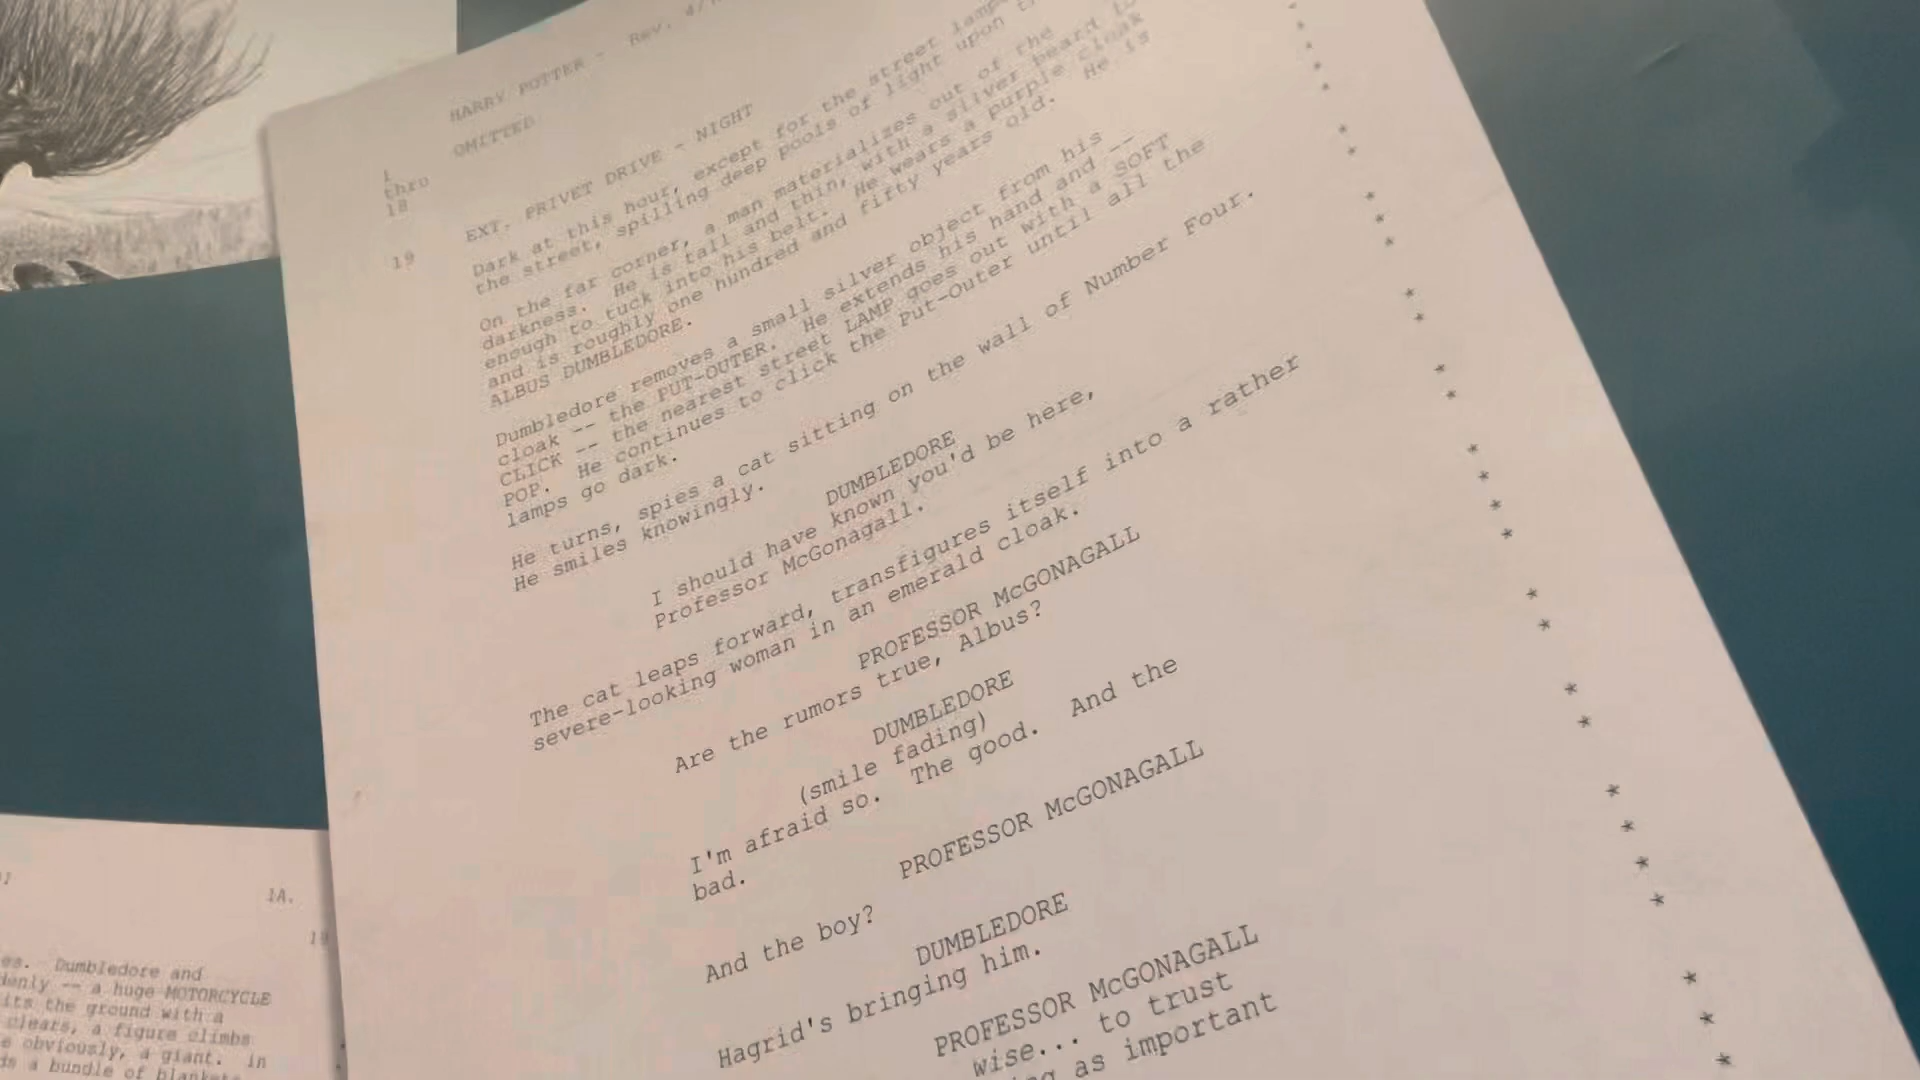 HARRY POTTER - Rev.
1
thru
18
OMITTED
19
EXT. PRIVET DRIVE - NIGHT
Dark at this hour, except for the street lamps
the street, spilling deep pools of light upon
On the far corner, a man materializes out of the
darkness. He is tall and thin, with a silver beard
enough to tuck into his belt. He wears a purple cloak
and is roughly one hundred and fifty years old. He is
ALBUS DUMBLEDORE.
Dumbledore removes a small silver object from his
cloak -- the PUT-OUTER. He extends his hand and --
CLICK -- the nearest street LAMP goes out with a SOFT
POP. He continues to click the Put-Outer until all the
lamps go dark.
He turns, spies a cat sitting on the wall of Number Four.
He smiles knowingly.
DUMBLEDORE
I should have known you'd be here,
Professor McGonagall.
The cat leaps forward, transfigures itself into a rather
severe-looking woman in an emerald cloak.
PROFESSOR McGONAGALL
Are the rumors true, Albus?
DUMBLEDORE
(smile fading)
I'm afraid so. The good. And the
bad.
PROFESSOR McGONAGALL
And the boy?
DUMBLEDORE
Hagrid's bringing him.
PROFESSOR McGONAGALL
wise... to trust
as important
1A.
19
Dumbledore and
-- a huge MOTORCYCLE
its the ground with a
clears, a figure climbs
obviously, a giant. In
a bundle of blankets